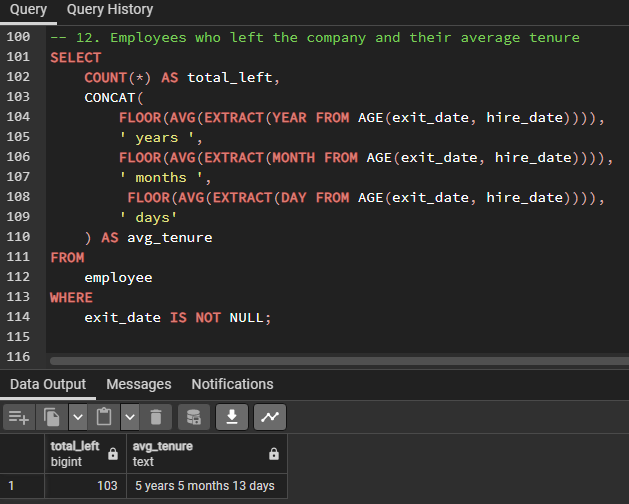 Query Query History
100 -- 12. Employees who left the company and their average tenure
101 SELECT
102 COUNT(*) AS total_left,
103 CONCAT(
104 FLOOR(AVG(EXTRACT(YEAR FROM AGE(exit_date, hire_date)))),
105 ' years ',
106 FLOOR(AVG(EXTRACT(MONTH FROM AGE(exit_date, hire_date)))),
107 ' months ',
108 FLOOR(AVG(EXTRACT(DAY FROM AGE(exit_date, hire_date)))),
109 ' days'
110 ) AS avg_tenure
111 FROM
112 employee
113 WHERE
114 exit_date IS NOT NULL;
115
116
Data Output Messages Notifications
total_left avg_tenure
bigint text
1 103 5 years 5 months 13 days